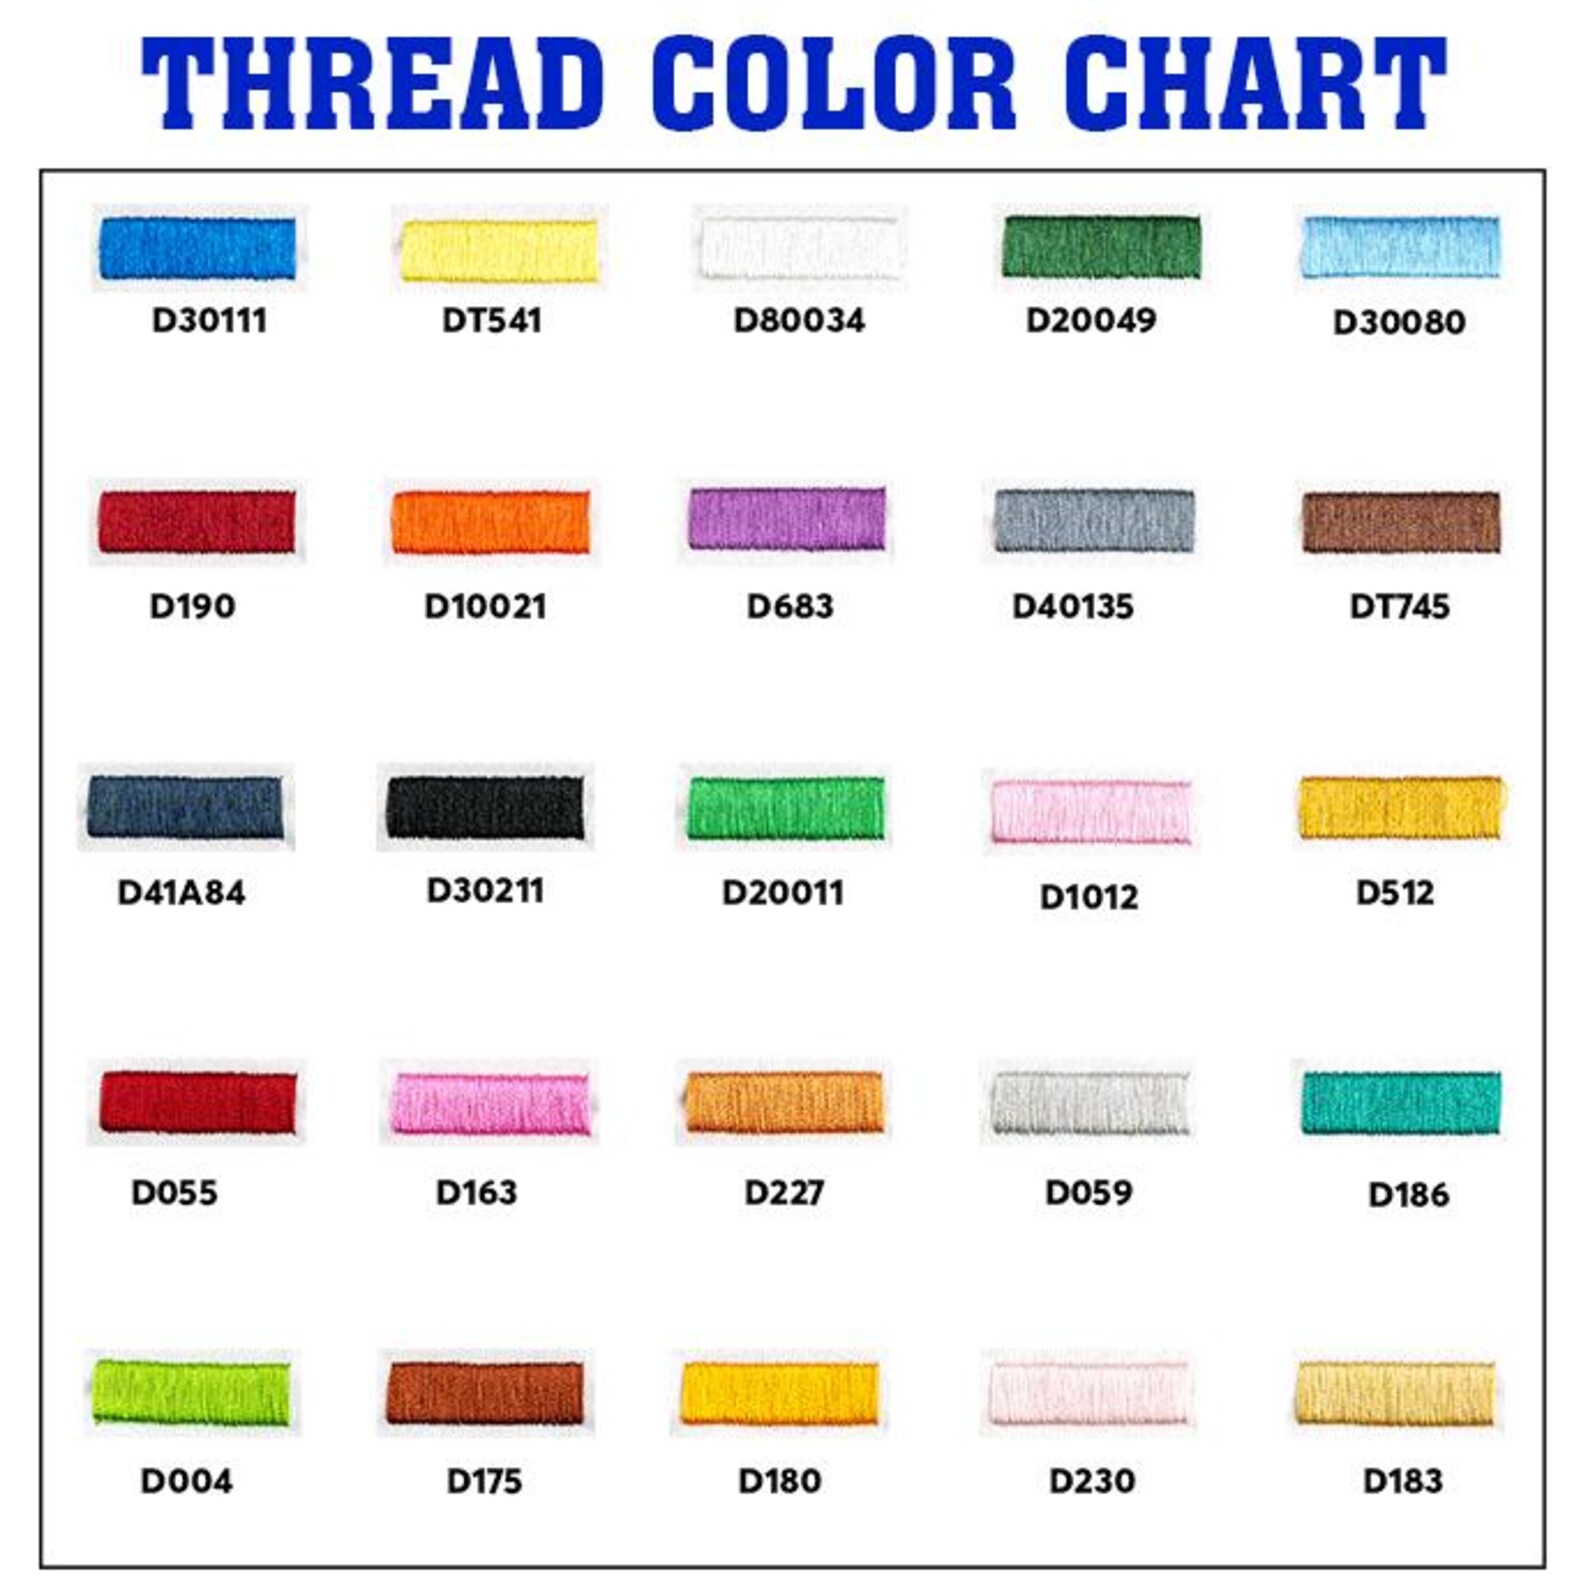 THREAD COLOR CHART
D30111 DT541 D80034 D20049 D30080
D190 D10021 D683 D40135 DT745
D41A84 D30211 D20011 D1012 D512
D055 D163 D227 D059 D186
D004 D175 D180 D230 D183